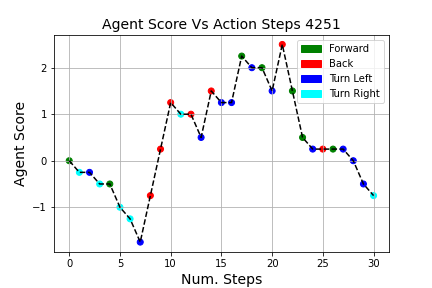 Agent Score Vs Action Steps 4251
Forward
Back
Turn Left
Turn Right
Agent Score
2
1
0
−1
0 5 10 15 20 25 30
Num. Steps